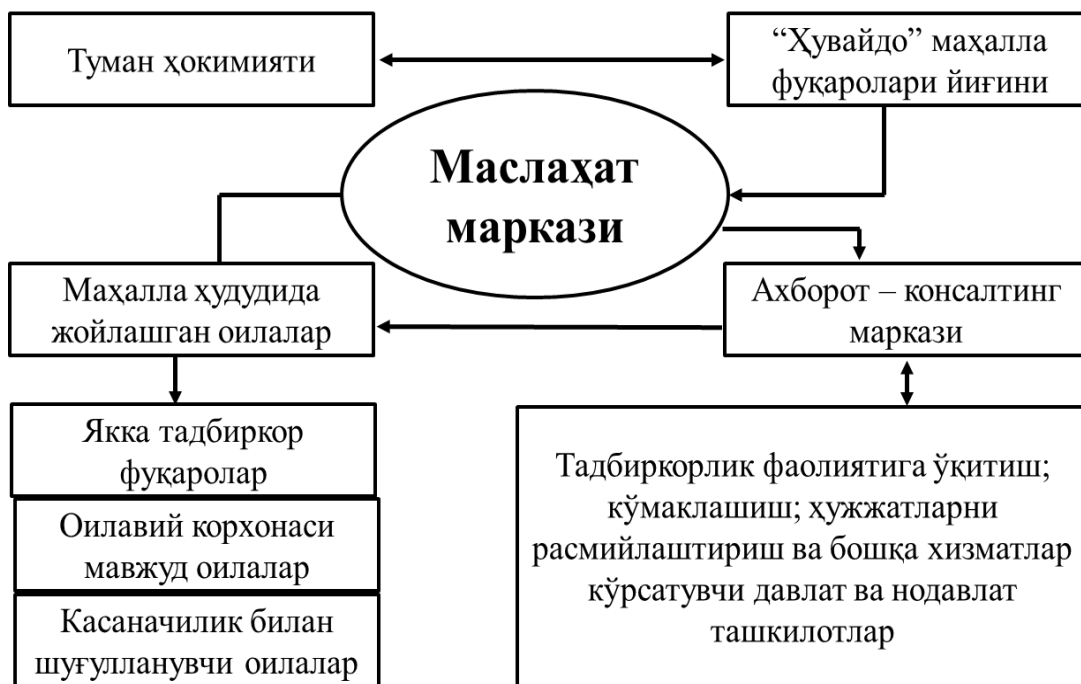 Туман ҳокимияти
“Ҳувайдо” маҳалла
фуқаролари йиғини
Маслаҳат
маркази
Маҳалла ҳудудида
жойлашган оилалар
Ахборот – консалтинг
маркази
Якка тадбиркор
фуқаролар
Оилавий корхонаси
мавжуд оилалар
Касаначилик билан
шуғулланувчи оилалар
Тадбиркорлик фаолиятига ўқитиш;
кўмаклашиш; ҳужжатларни
расмийлаштириш ва бошқа хизматлар
кўрсатувчи давлат ва нодавлат
ташкилотлар